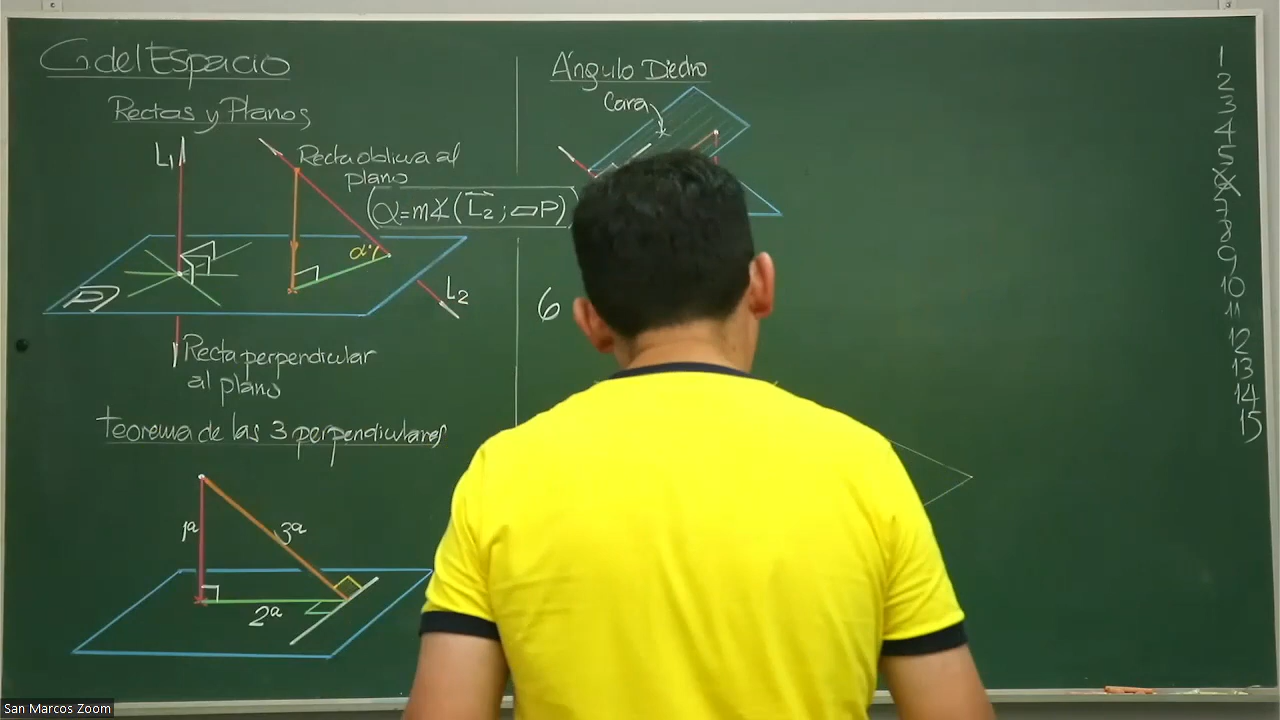 G del Espacio
Rectas y Planos
L1
Recta oblicua al
plano
α=m∡(L2; ▱P)
α
P
L2
Recta perpendicular
al plano
Teorema de las 3 perpendiculares
1ª
3ª
2ª
Ángulo Diedro
Cara
6
1
2
3
4
5
6
7
8
9
10
11
12
13
14
15
San Marcos Zoom